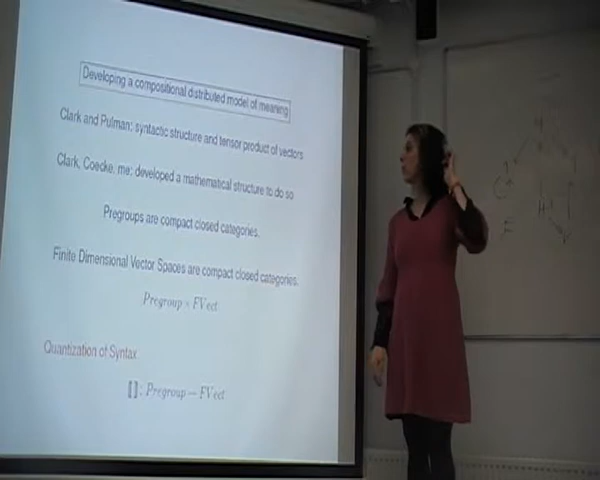 Developing a compositional distributed model of meaning
Clark and Pulman: syntactic structure and tensor product of vectors
Clark, Coecke, me: developed a mathematical structure to do so
Pregroups are compact closed categories.
Finite Dimensional Vector Spaces are compact closed categories.
Pregroup × FVect
Quantization of Syntax
[]: Pregroup → FVect